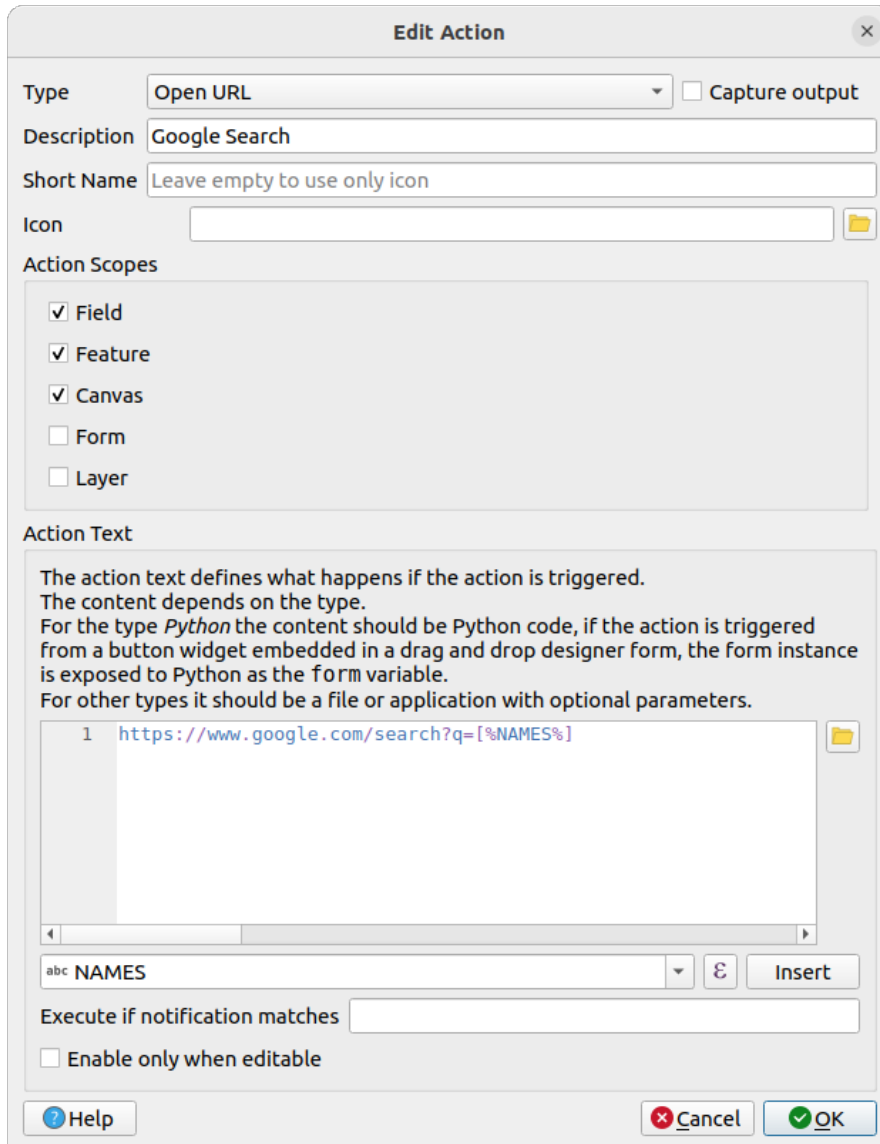 Edit Action
Type Open URL Capture output
Description Google Search
Short Name Leave empty to use only icon
Icon
Action Scopes
Field
Feature
Canvas
Form
Layer
Action Text
The action text defines what happens if the action is triggered.
The content depends on the type.
For the type Python the content should be Python code, if the action is triggered
from a button widget embedded in a drag and drop designer form, the form instance
is exposed to Python as the form variable.
For other types it should be a file or application with optional parameters.
1 https://www.google.com/search?q=[%NAMES%]
abc NAMES ε Insert
Execute if notification matches
Enable only when editable
Help Cancel OK